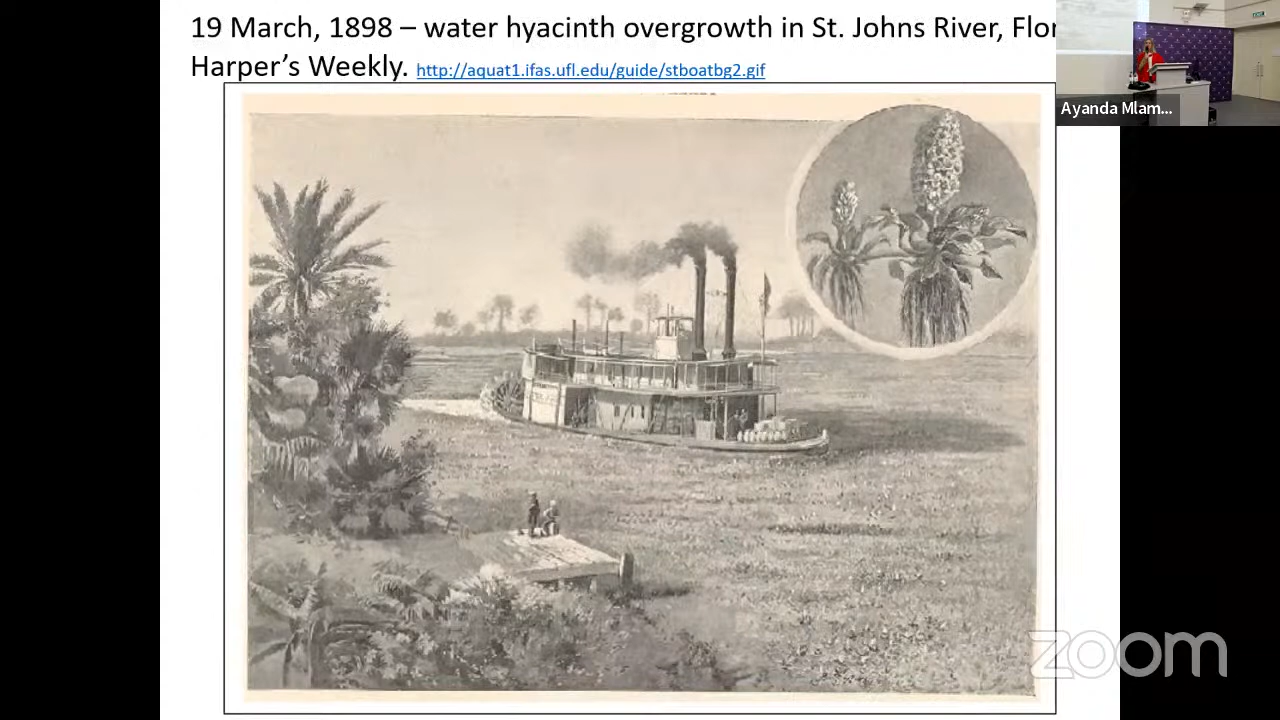 19 March, 1898 – water hyacinth overgrowth in St. Johns River, Flor
Harper's Weekly. http://aquat1.ifas.ufl.edu/guide/stboatbg2.gif
Ayanda Mlam...
zoom